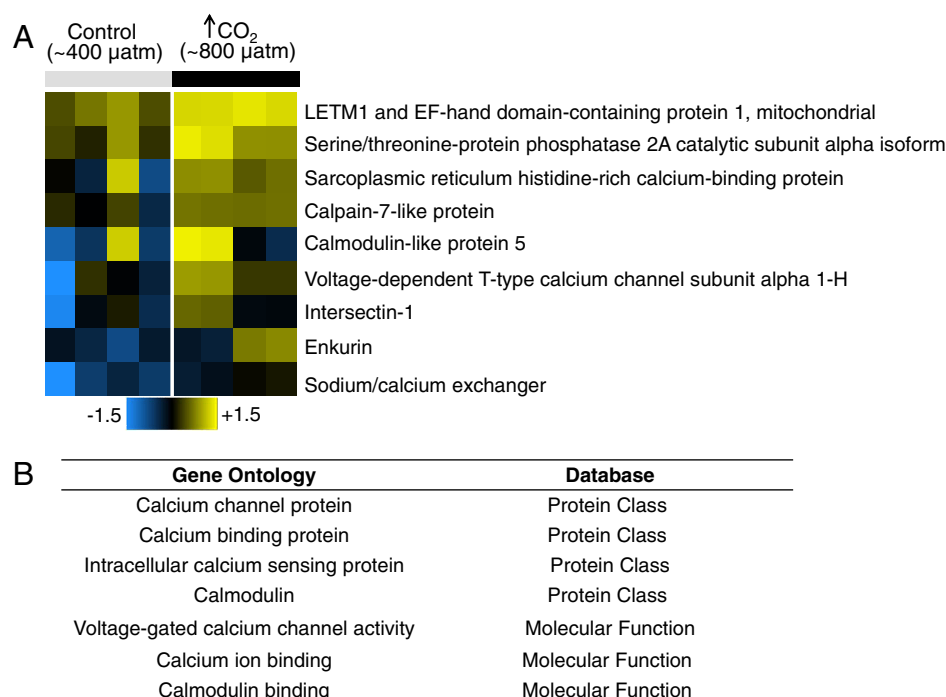 A
Control
(~400 µatm)
↑CO₂
(~800 µatm)
LETM1 and EF-hand domain-containing protein 1, mitochondrial
Serine/threonine-protein phosphatase 2A catalytic subunit alpha isoform
Sarcoplasmic reticulum histidine-rich calcium-binding protein
Calpain-7-like protein
Calmodulin-like protein 5
Voltage-dependent T-type calcium channel subunit alpha 1-H
Intersectin-1
Enkurin
Sodium/calcium exchanger
-1.5 +1.5
B
Gene Ontology Database
Calcium channel protein Protein Class
Calcium binding protein Protein Class
Intracellular calcium sensing protein Protein Class
Calmodulin Protein Class
Voltage-gated calcium channel activity Molecular Function
Calcium ion binding Molecular Function
Calmodulin binding Molecular Function